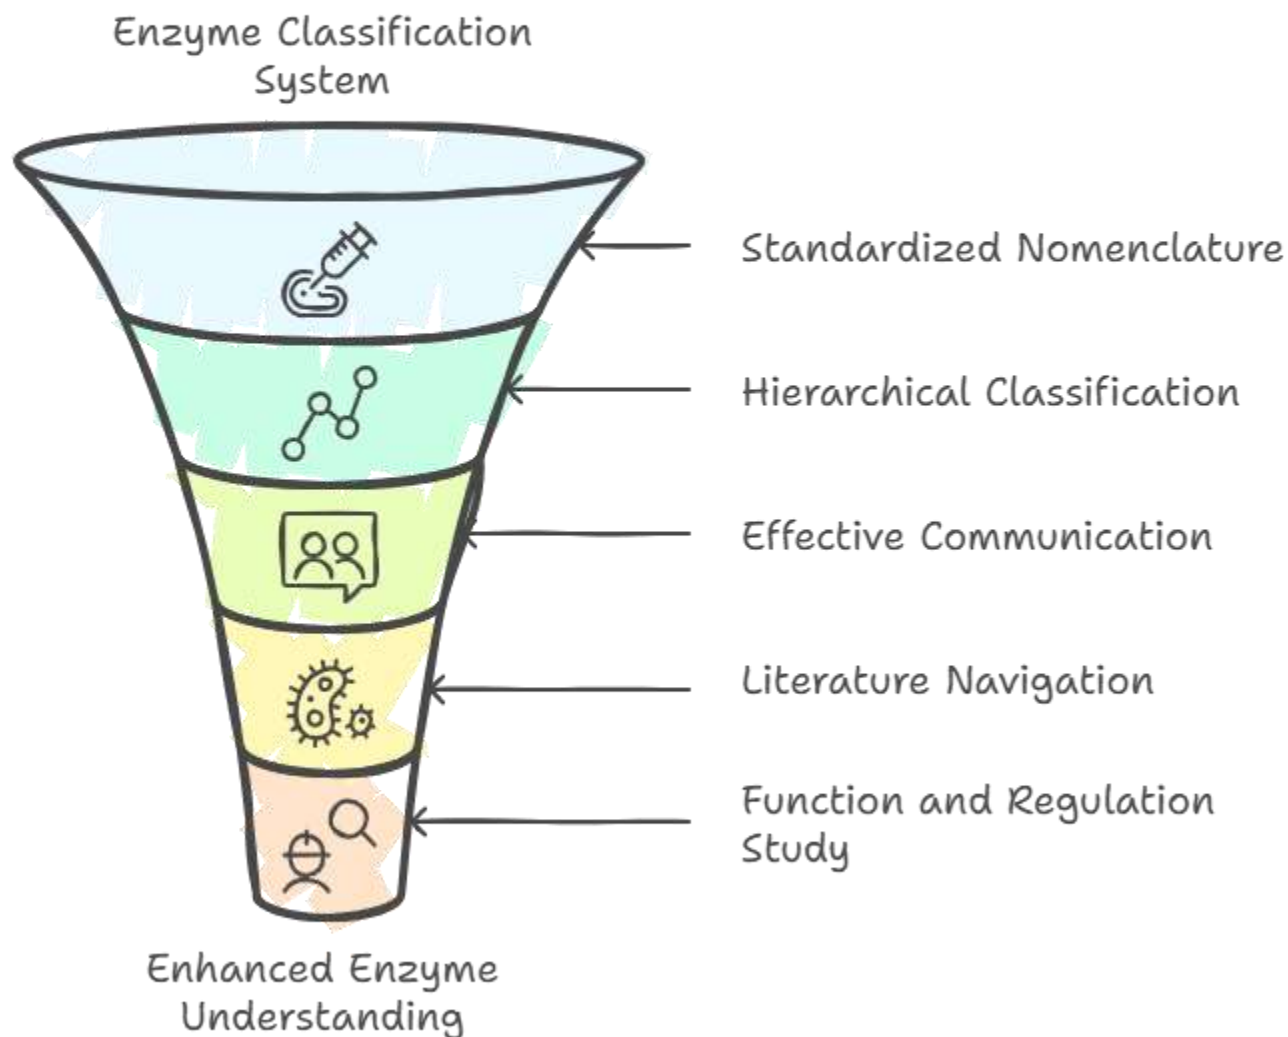 Enzyme Classification
System
Standardized Nomenclature
Hierarchical Classification
Effective Communication
Literature Navigation
Function and Regulation
Study
Enhanced Enzyme
Understanding